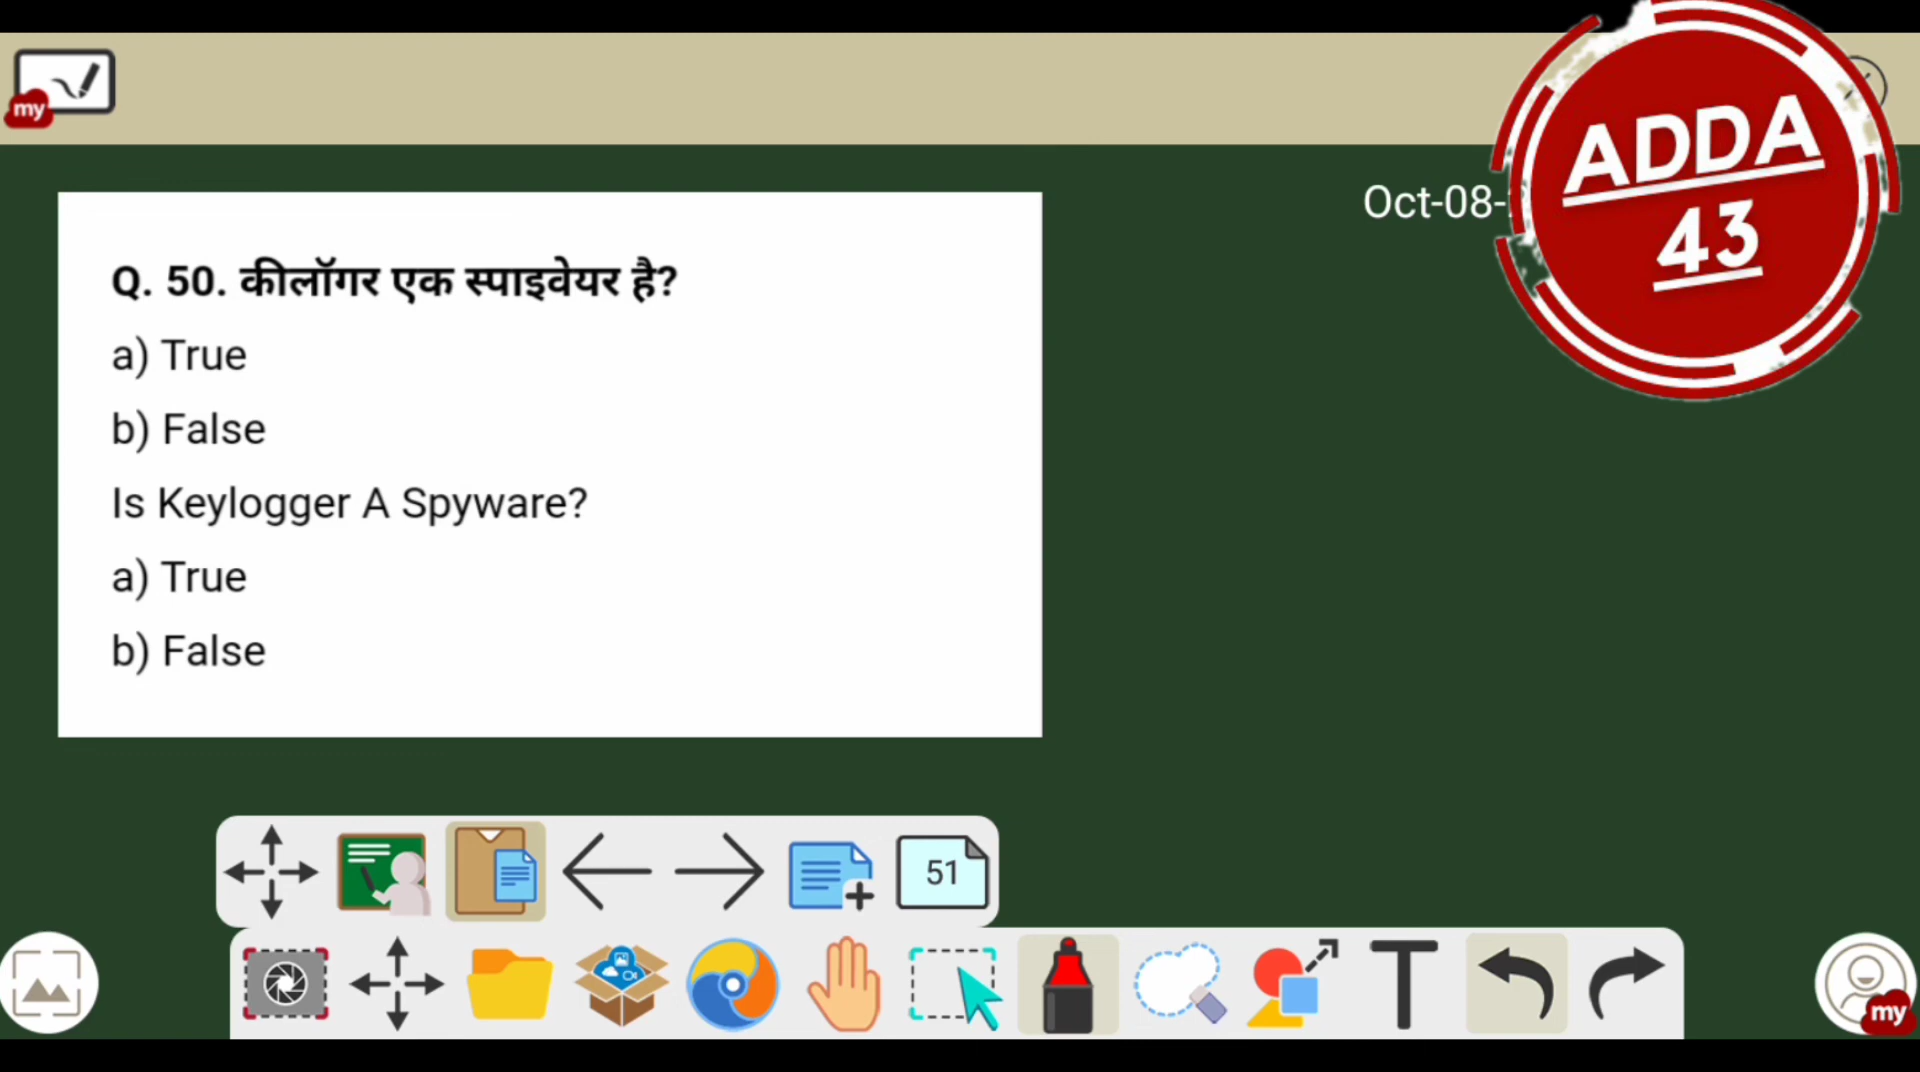 my
ADDA
43
Oct-08-
Q. 50. कीलॉगर एक स्पाइवेयर है?
a) True
b) False
Is Keylogger A Spyware?
a) True
b) False
51
T
my